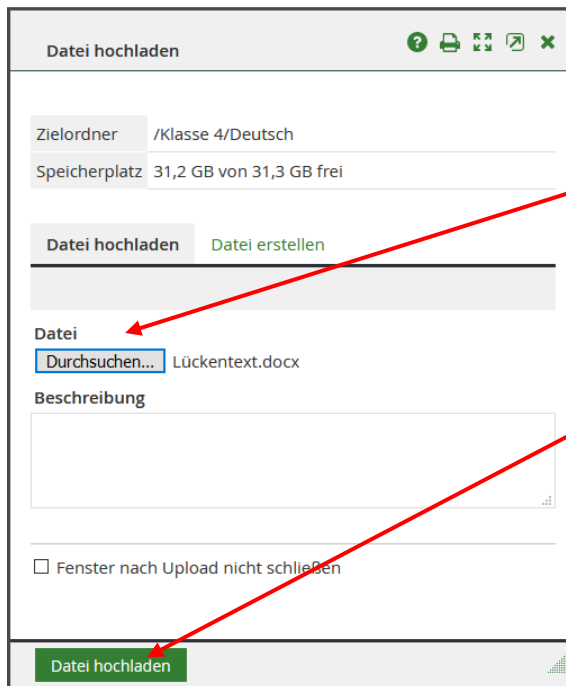 Datei hochladen
Zielordner /Klasse 4/Deutsch
Speicherplatz 31,2 GB von 31,3 GB frei
Datei hochladen Datei erstellen
Datei
Durchsuchen... Lückentext.docx
Beschreibung
Fenster nach Upload nicht schließen
Datei hochladen